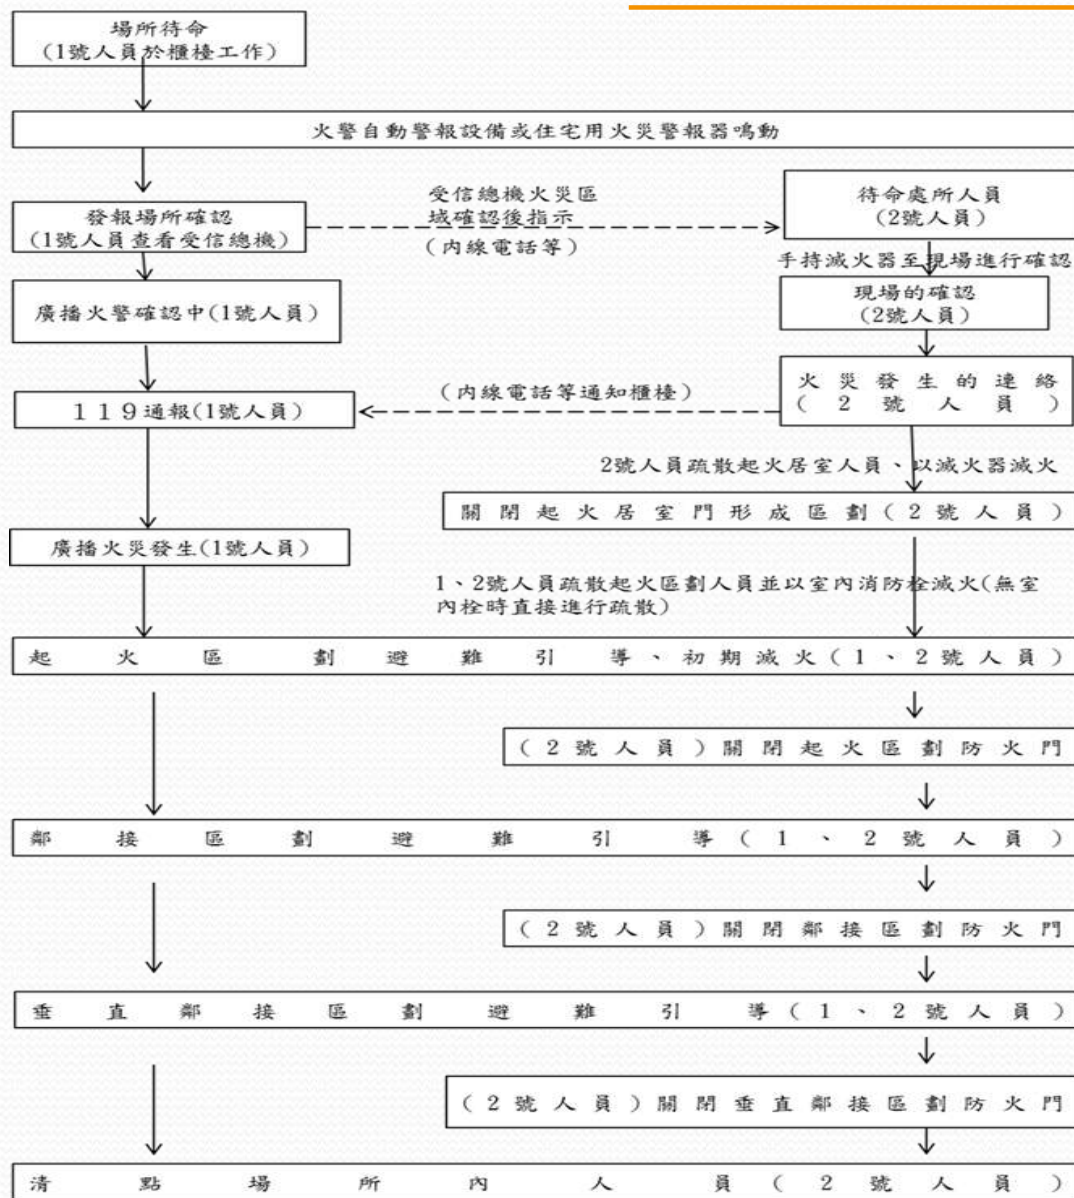 場所待命
(1號人員於櫃檯工作)
火警自動警報設備或住宅用火災警報器鳴動
發報場所確認
(1號人員查看受信總機)
受信總機火災區
域確認後指示
(內線電話等)
待命處所人員
(2號人員)
手持滅火器至現場進行確認
廣播火警確認中(1號人員)
現場的確認
(2號人員)
119通報(1號人員)
(內線電話等通知櫃檯)
火災發生的連絡
(2號人員)
2號人員疏散起火居室人員、以滅火器滅火
關閉起火居室門形成區劃(2號人員)
廣播火災發生(1號人員)
1、2號人員疏散起火區劃人員並以室內消防栓滅火(無室
內栓時直接進行疏散)
起火區劃避難引導、初期滅火(1、2號人員)
(2號人員)關閉起火區劃防火門
鄰接區劃避難引導(1、2號人員)
(2號人員)關閉鄰接區劃防火門
垂直鄰接區劃避難引導(1、2號人員)
(2號人員)關閉垂直鄰接區劃防火門
清點場所內人員(2號人員)